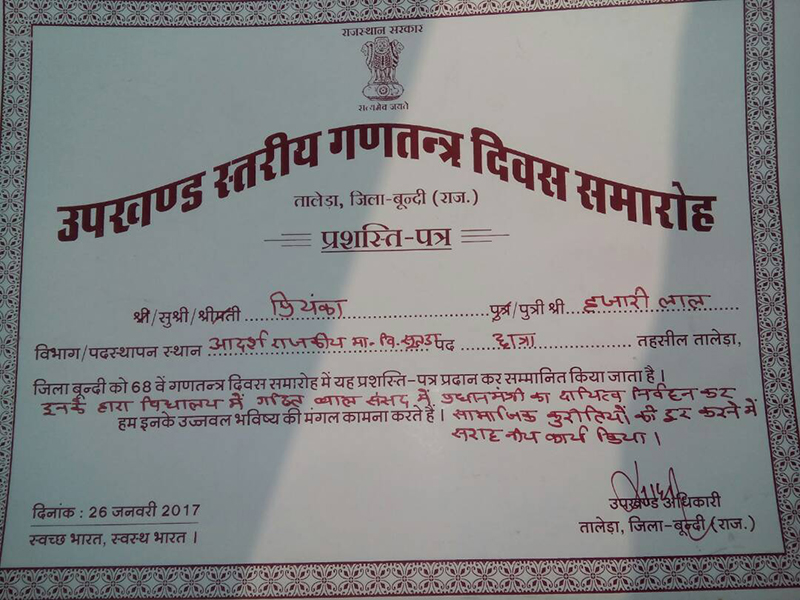 राजस्थान सरकार
सत्यमेव जयते
उपखण्ड स्तरीय गणतन्त्र दिवस समारोह
तालेड़ा, जिला-बून्दी (राज.)
प्रशस्ति-पत्र
श्री/सुश्री/श्रीमती प्रियंका पुत्र/पुत्री श्री हजारी लाल
विभाग/पदस्थापन स्थान आदर्श राजकीय मा. वि. पद छात्रा तहसील तालेड़ा,
जिला बून्दी को 68 वें गणतन्त्र दिवस समारोह में यह प्रशस्ति-पत्र प्रदान कर सम्मानित किया जाता है।
इनके द्वारा विद्यालय में गठित बाल संसद में प्रधानमंत्री का दायित्व निर्वहन कर
हम इनके उज्जवल भविष्य की मंगल कामना करते है। सामाजिक कुरीतियों को दूर करने में
सराहनीय कार्य किया।
दिनांक : 26 जनवरी 2017
स्वच्छ भारत, स्वस्थ भारत।
उपखण्ड अधिकारी
तालेड़ा, जिला-बून्दी (राज.)